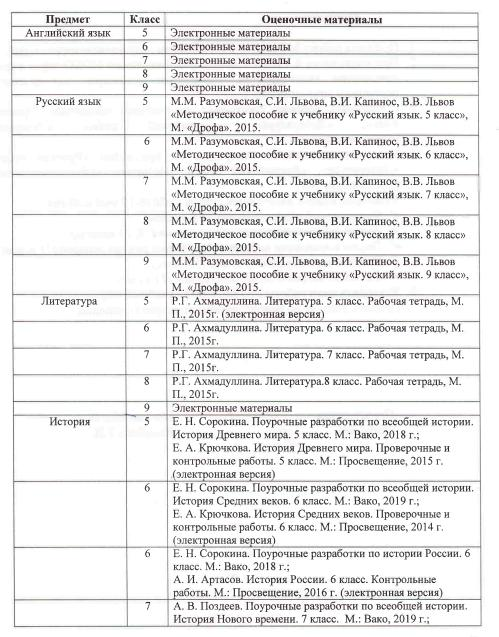 Предмет Класс Оценочные материалы
Английский язык 5 Электронные материалы
6 Электронные материалы
7 Электронные материалы
8 Электронные материалы
9 Электронные материалы
Русский язык 5 М.М. Разумовская, С.И. Львова, В.И. Капинос, В.В. Львов
«Методическое пособие к учебнику «Русский язык. 5 класс»,
М. «Дрофа». 2015.
6 М.М. Разумовская, С.И. Львова, В.И. Капинос, В.В. Львов
«Методическое пособие к учебнику «Русский язык. 6 класс»,
М. «Дрофа». 2015.
7 М.М. Разумовская, С.И. Львова, В.И. Капинос, В.В. Львов
«Методическое пособие к учебнику «Русский язык. 7 класс»,
М. «Дрофа». 2015.
8 М.М. Разумовская, С.И. Львова, В.И. Капинос, В.В. Львов
«Методическое пособие к учебнику «Русский язык. 8 класс»
М. «Дрофа». 2015.
9 М.М. Разумовская, С.И. Львова, В.И. Капинос, В.В. Львов
«Методическое пособие к учебнику «Русский язык. 9 класс»,
М. «Дрофа». 2015.
Литература 5 Р.Г. Ахмадуллина. Литература. 5 класс. Рабочая тетрадь, М.
П., 2015г. (электронная версия)
6 Р.Г. Ахмадуллина. Литература. 6 класс. Рабочая тетрадь, М.
П., 2015г.
7 Р.Г. Ахмадуллина. Литература. 7 класс. Рабочая тетрадь, М.
П., 2015г.
8 Р.Г. Ахмадуллина. Литература.8 класс. Рабочая тетрадь, М.
П., 2015г.
9 Электронные материалы
История 5 Е. Н. Сорокина. Поурочные разработки по всеобщей истории.
История Древнего мира. 5 класс. М.: Вако, 2018 г.;
Е. А. Крючкова. История Древнего мира. Проверочные и
контрольные работы. 5 класс. М.: Просвещение, 2015 г.
(электронная версия)
6 Е. Н. Сорокина. Поурочные разработки по всеобщей истории.
История Средних веков. 6 класс. М.: Вако, 2019 г.;
Е. А. Крючкова. История Средних веков. Проверочные и
контрольные работы. 6 класс. М.: Просвещение, 2014 г.
(электронная версия)
6 Е. Н. Сорокина. Поурочные разработки по истории России. 6
класс. М.: Вако, 2018 г.;
А. И. Артасов. История России. 6 класс. Контрольные
работы. М.: Просвещение, 2016 г. (электронная версия)
7 А. В. Поздеев. Поурочные разработки по всеобщей истории.
История Нового времени. 7 класс. М.: Вако, 2019 г.;